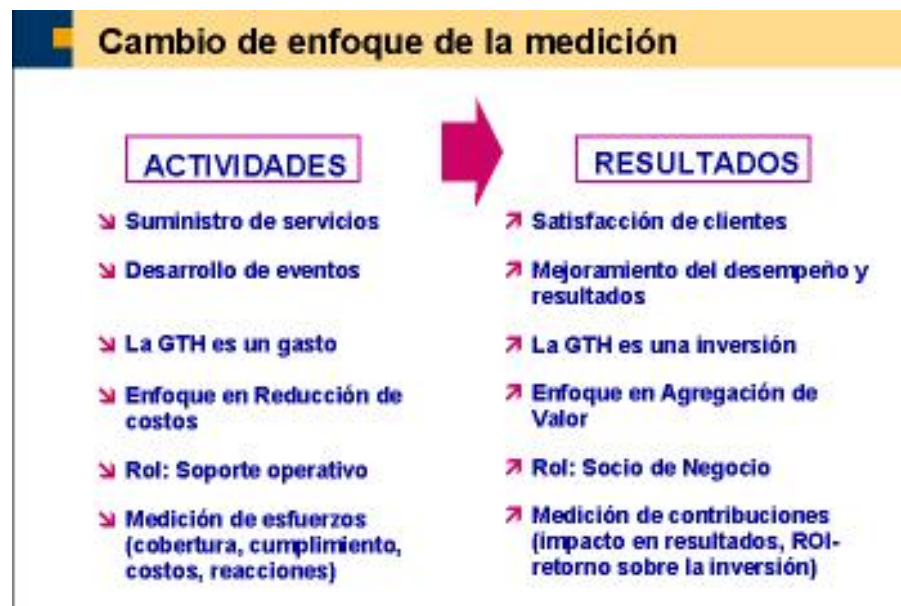 Cambio de enfoque de la medición
ACTIVIDADES
Suministro de servicios
Desarrollo de eventos
La GTH es un gasto
Enfoque en Reducción de
costos
Rol: Soporte operativo
Medición de esfuerzos
(cobertura, cumplimiento,
costos, reacciones)
RESULTADOS
Satisfacción de clientes
Mejoramiento del desempeño y
resultados
La GTH es una inversión
Enfoque en Agregación de
Valor
Rol: Socio de Negocio
Medición de contribuciones
(impacto en resultados, ROI-
retorno sobre la inversión)